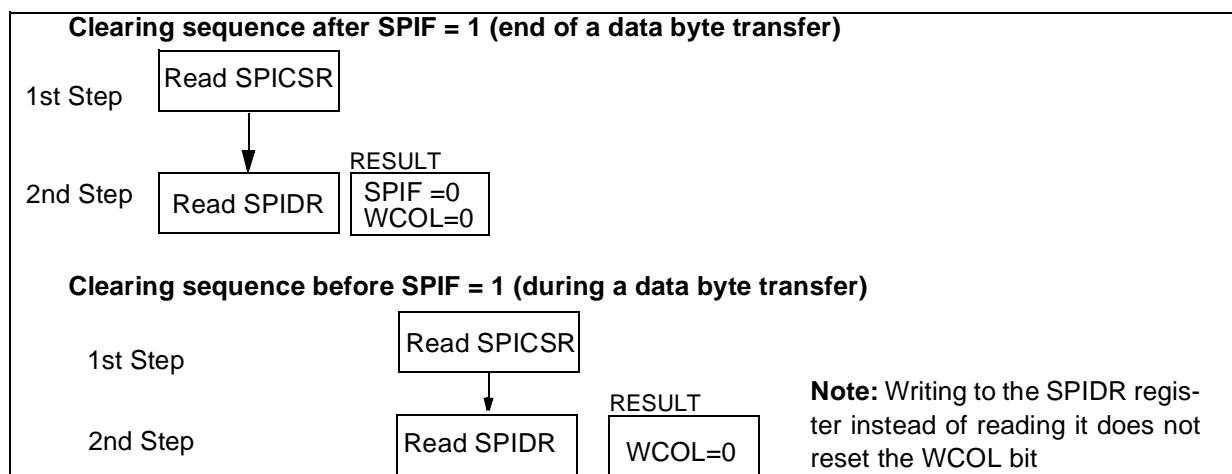 Clearing sequence after SPIF = 1 (end of a data byte transfer)
1st Step
Read SPICSR
2nd Step
Read SPIDR
RESULT
SPIF =0
WCOL=0
Clearing sequence before SPIF = 1 (during a data byte transfer)
1st Step
Read SPICSR
2nd Step
Read SPIDR
RESULT
WCOL=0
Note: Writing to the SPIDR regis-
ter instead of reading it does not
reset the WCOL bit